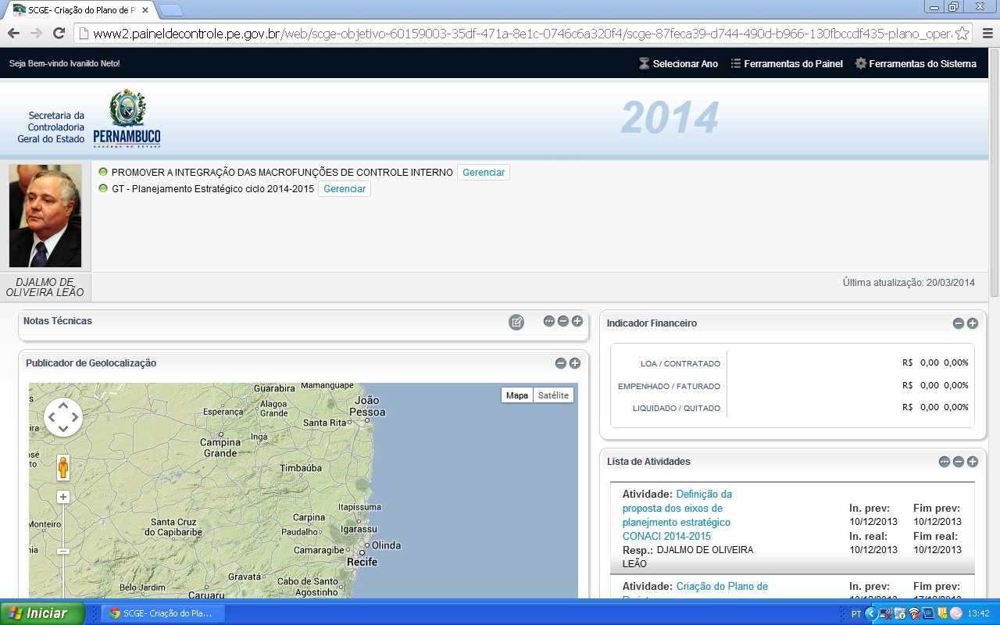 SCGE- Criação do Plano de P
www2.paineldecontrole.pe.gov.br/web/scge-objetivo-60159003-35df-471a-8e1c-0746c6a320f4/scge-87feca39-d744-490d-b966-130fbccdf435-plano_oper
Seja Bem-vindo Ivanildo Neto!
Selecionar Ano
Ferramentas do Painel
Ferramentas do Sistema
Secretaria da
Controladoria
Geral do Estado
PERNAMBUCO
GOVERNO DO ESTADO
2014
PROMOVER A INTEGRAÇÃO DAS MACROFUNÇÕES DE CONTROLE INTERNO Gerenciar
GT - Planejamento Estratégico ciclo 2014-2015 Gerenciar
DJALMO DE
OLIVEIRA LEÃO
Última atualização: 20/03/2014
Notas Técnicas
Publicador de Geolocalização
Mapa Satélite
Guarabira
Mamanguape
João
Pessoa
Esperança
Alagoa
Grande
Santa Rita
Campina
Grande
Ingá
Timbaúba
Itapissuma
Monteiro
Santa Cruz
do Capibaribe
Carpina
Igarassu
Paudalho
Camaragibe
Olinda
Recife
Gravatá
Belo Jardim
Cabo de Santo
Agostinho
Caruaru
Indicador Financeiro
LOA / CONTRATADO R$ 0,00 0,00%
EMPENHADO / FATURADO R$ 0,00 0,00%
LIQUIDADO / QUITADO R$ 0,00 0,00%
Lista de Atividades
Atividade: Definição da
proposta dos eixos de
planejmento estratégico
CONACI 2014-2015
Resp.: DJALMO DE OLIVEIRA
LEÃO
In. prev: Fim prev:
10/12/2013 10/12/2013
In. real: Fim real:
10/12/2013 10/12/2013
Atividade: Criação do Plano de
In. prev: Fim prev:
Iniciar
SCGE- Criação do Pla...
PT
13:42